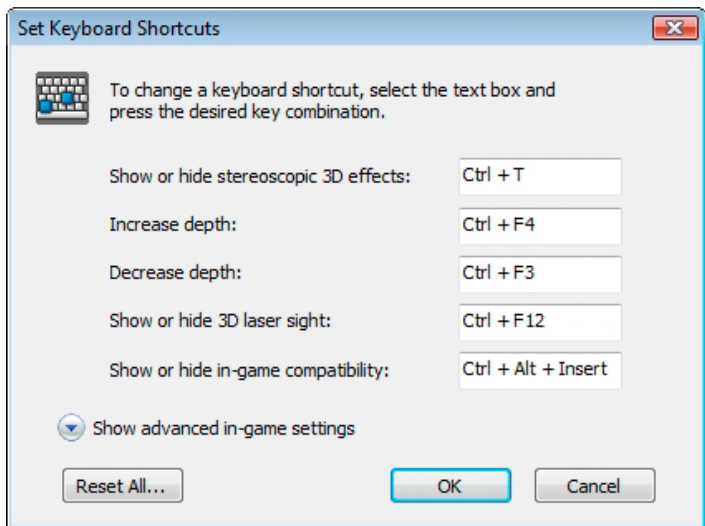 Set Keyboard Shortcuts
To change a keyboard shortcut, select the text box and
press the desired key combination.
Show or hide stereoscopic 3D effects: Ctrl + T
Increase depth: Ctrl + F4
Decrease depth: Ctrl + F3
Show or hide 3D laser sight: Ctrl + F12
Show or hide in-game compatibility: Ctrl + Alt + Insert
Show advanced in-game settings
Reset All... OK Cancel